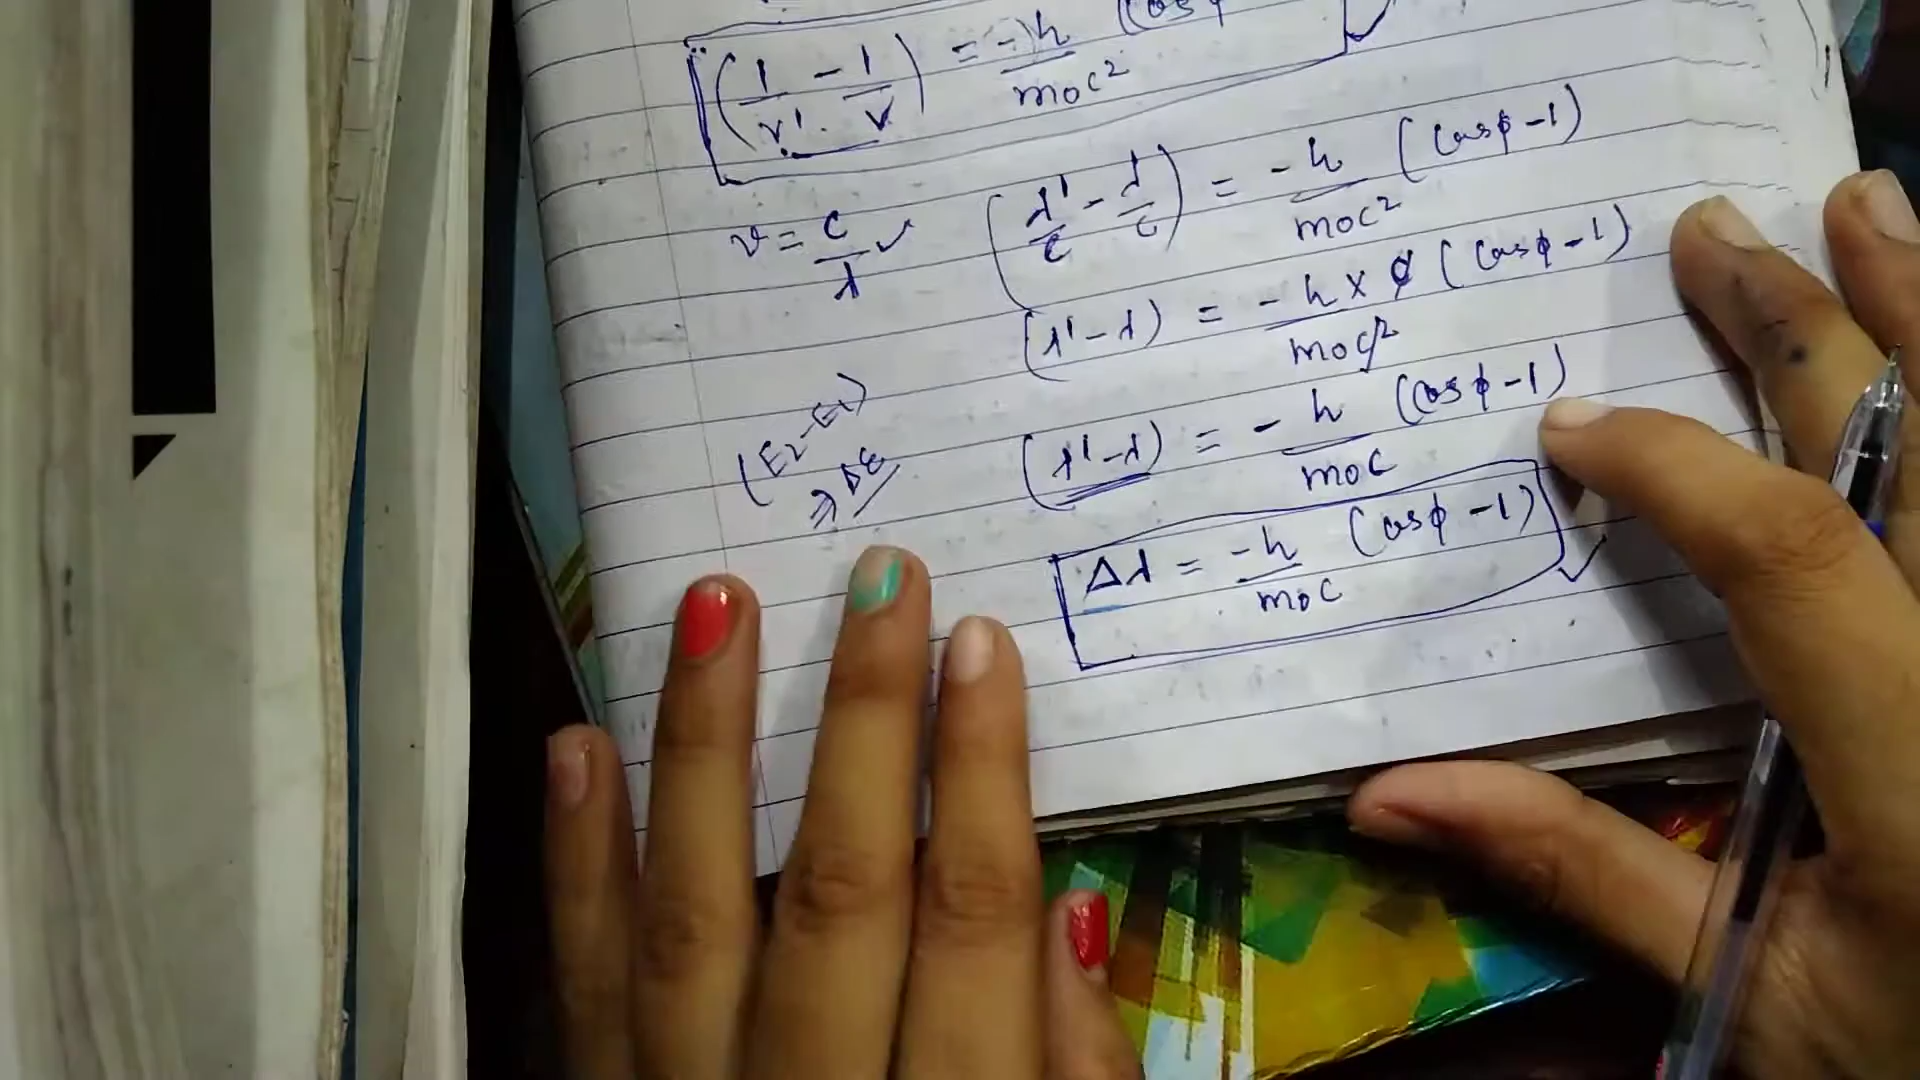 (1/ν' - 1/ν) = -h/m₀c² (cosφ
ν = c/λ ✓ (λ'/c - λ/c) = -h/m₀c² (cosφ-1)
(λ'-λ) = -h×c/m₀c² (cosφ-1)
(E₂-E₁) (λ'-λ) = -h/m₀c (cosφ-1)
⇒ ΔE
Δλ = -h/m₀c (cosφ-1) ✓